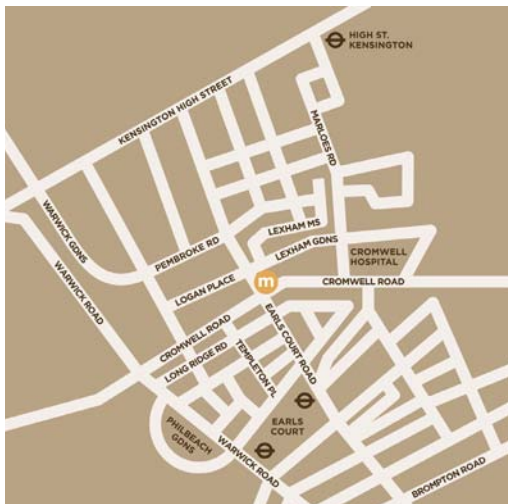 HIGH ST.
KENSINGTON
KENSINGTON HIGH STREET
MARLOES RD
WARWICK GDNS
LEXHAM MS
PEMBROKE RD
LEXHAM GDNS
CROMWELL
HOSPITAL
WARWICK ROAD
LOGAN PLACE
m
CROMWELL ROAD
CROMWELL ROAD
EARLS COURT ROAD
LONG RIDGE RD
TEMPLETON PL
PHILBEACH
GDNS
EARLS
COURT
WARWICK ROAD
BROMPTON ROAD